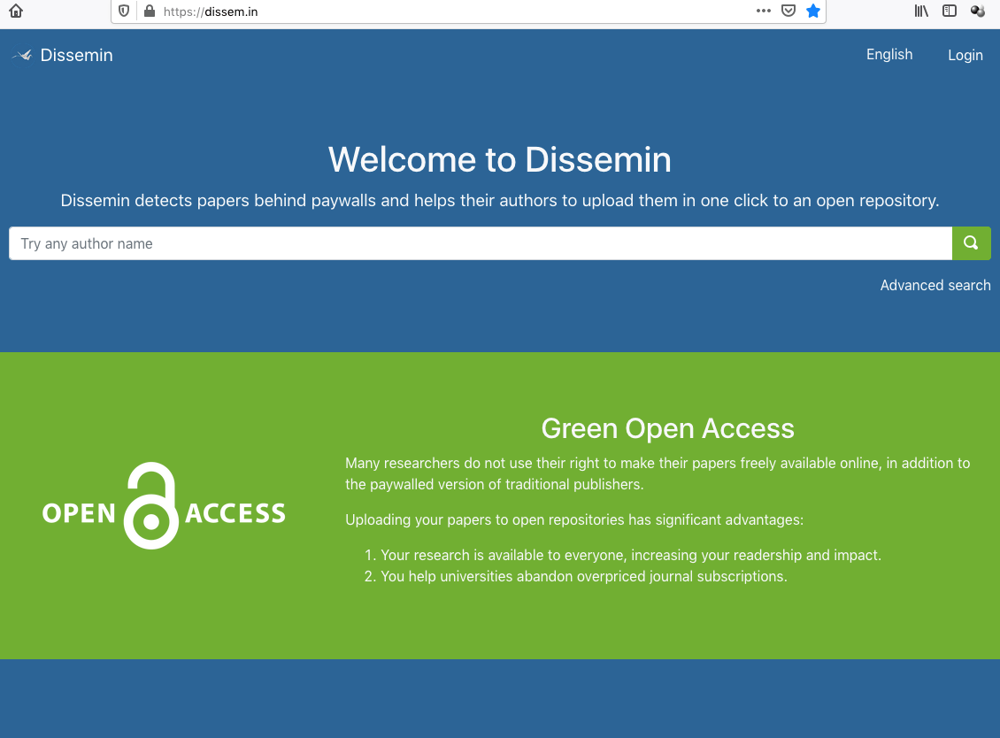 https://dissem.in
Dissemin
English
Login
Welcome to Dissemin
Dissemin detects papers behind paywalls and helps their authors to upload them in one click to an open repository.
Try any author name
Advanced search
OPEN ACCESS
Green Open Access
Many researchers do not use their right to make their papers freely available online, in addition to
the paywalled version of traditional publishers.
Uploading your papers to open repositories has significant advantages:
1. Your research is available to everyone, increasing your readership and impact.
2. You help universities abandon overpriced journal subscriptions.